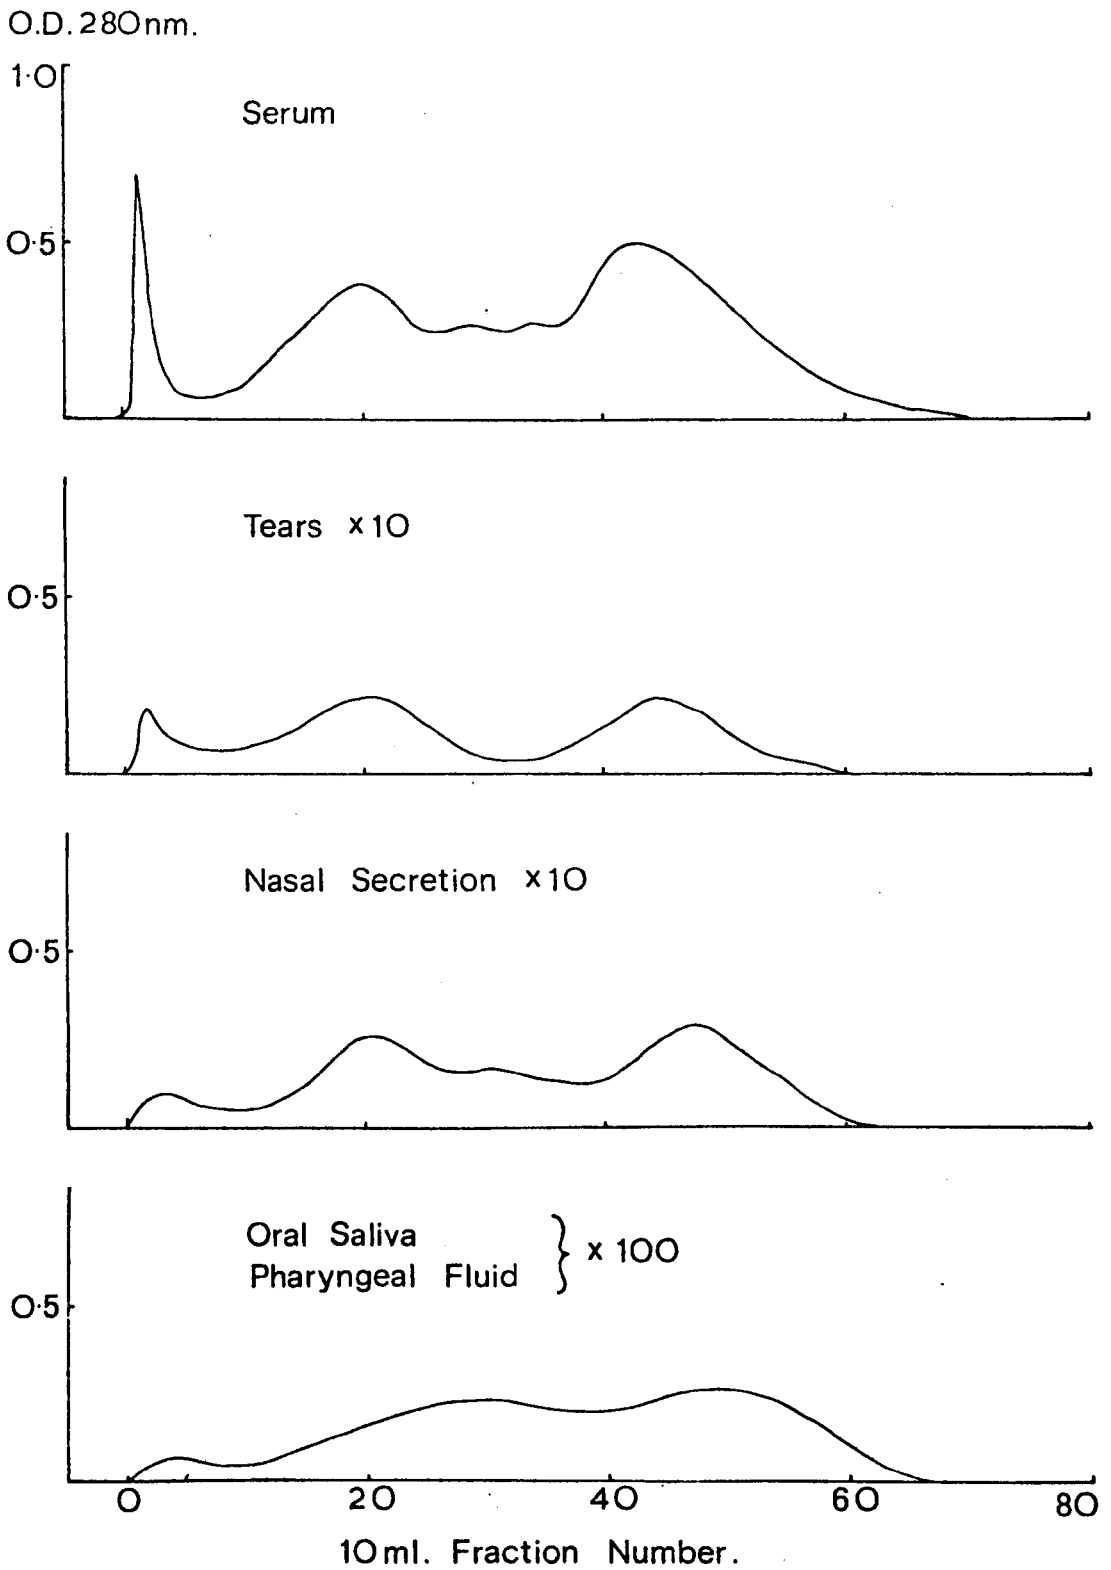 O.D. 280nm.
1·0
Serum
0·5
Tears ×10
0·5
Nasal Secretion ×10
0·5
Oral Saliva
Pharyngeal Fluid } × 100
0·5
0 20 40 60 80
10ml. Fraction Number.